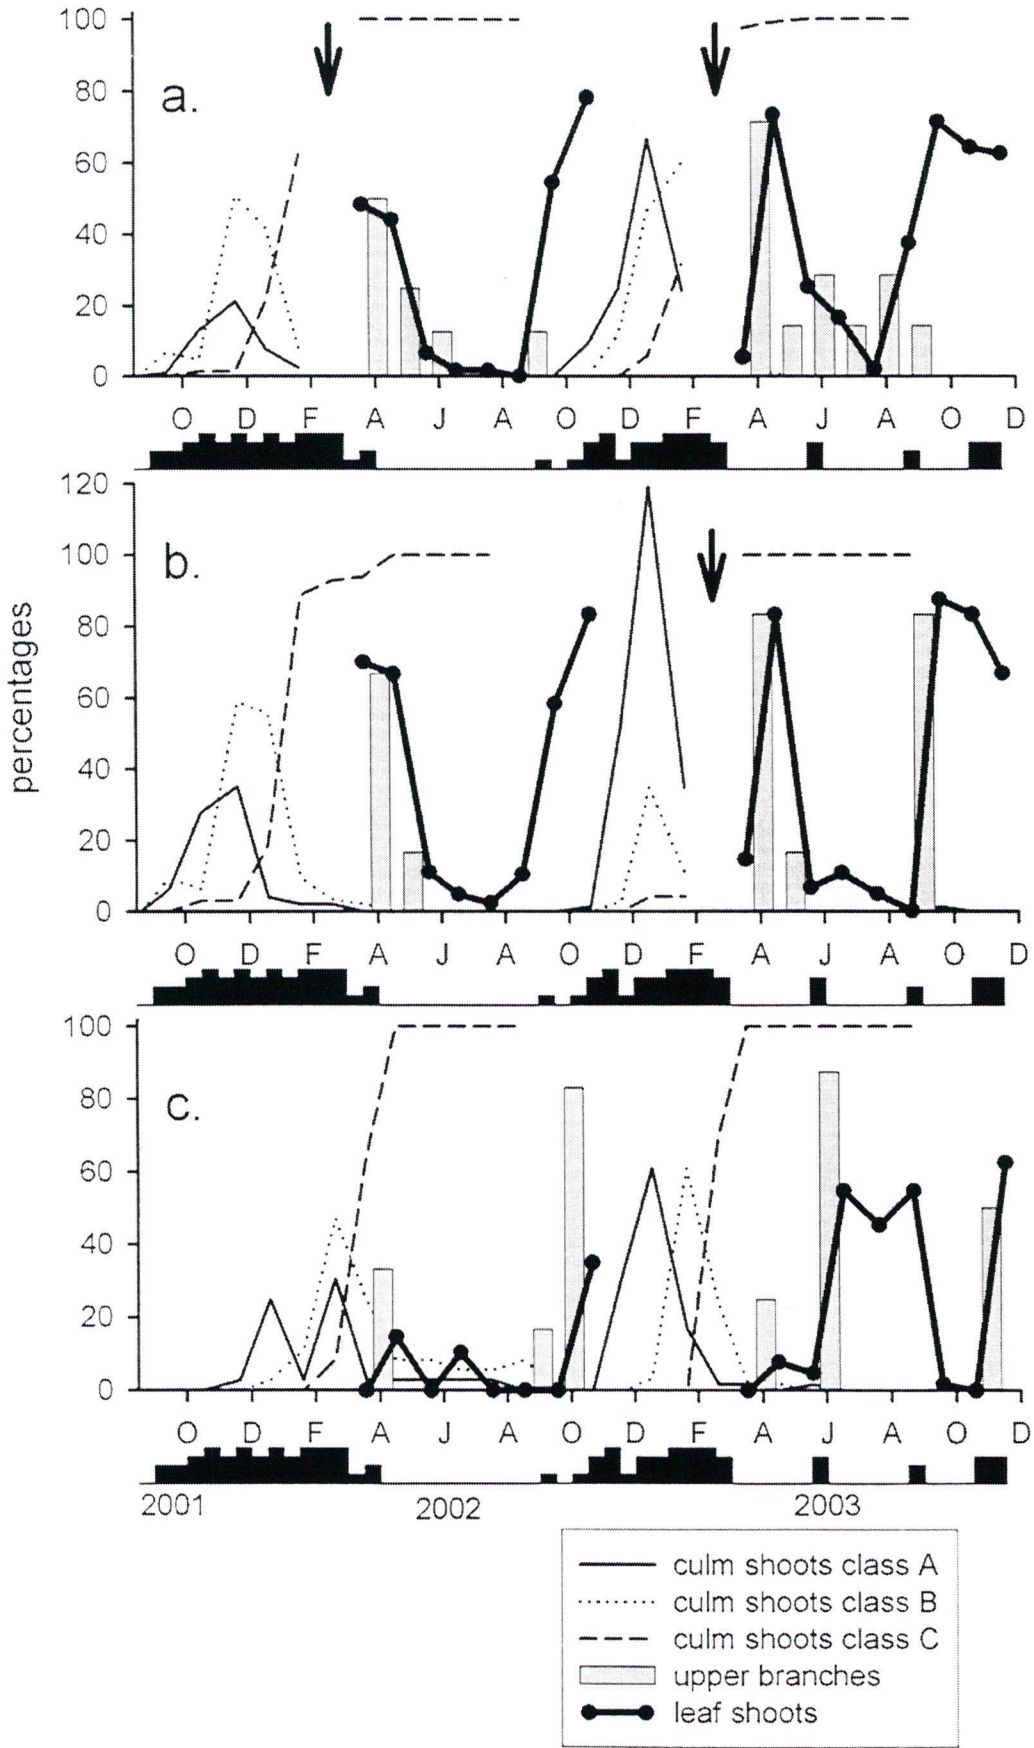 100
80
60
40
20
0
a.
O D F A J A O D F A J A O D
120
100
80
60
40
20
0
b.
percentages
O D F A J A O D F A J A O D
100
80
60
40
20
0
c.
O D F A J A O D F A J A O D
2001 2002 2003
culm shoots class A
culm shoots class B
culm shoots class C
upper branches
leaf shoots